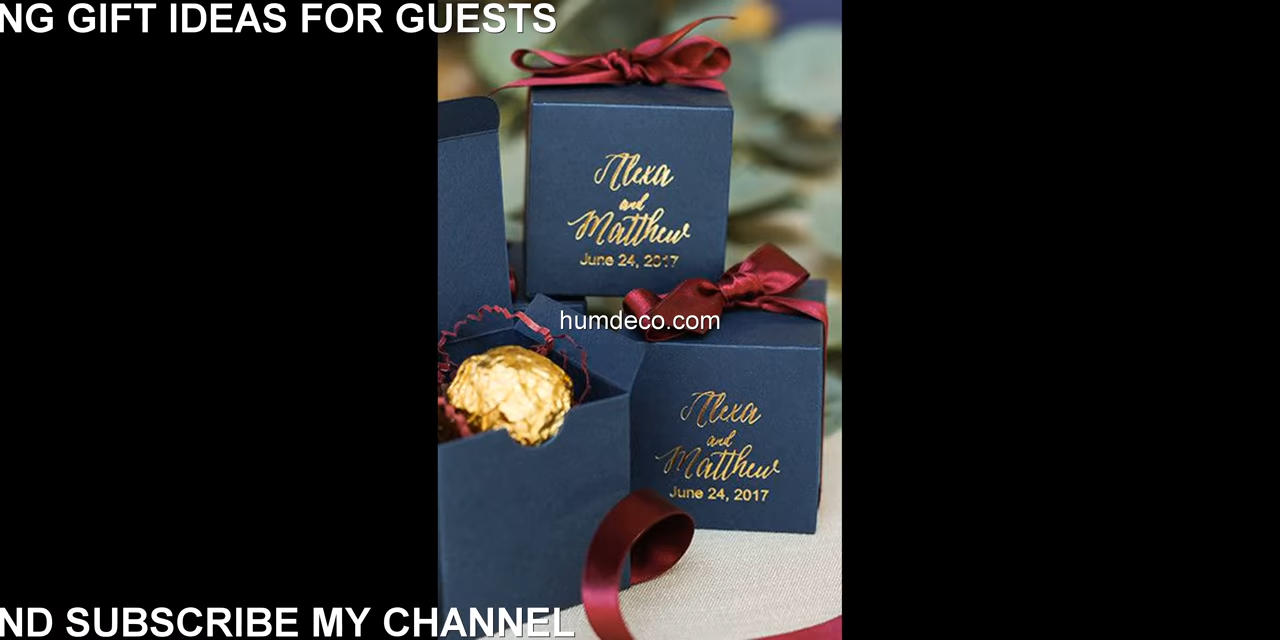 NG GIFT IDEAS FOR GUESTS
Alexa
and
Matthew
June 24, 2017
humdeco.com
Alexa
and
Matthew
June 24, 2017
ND SUBSCRIBE MY CHANNEL